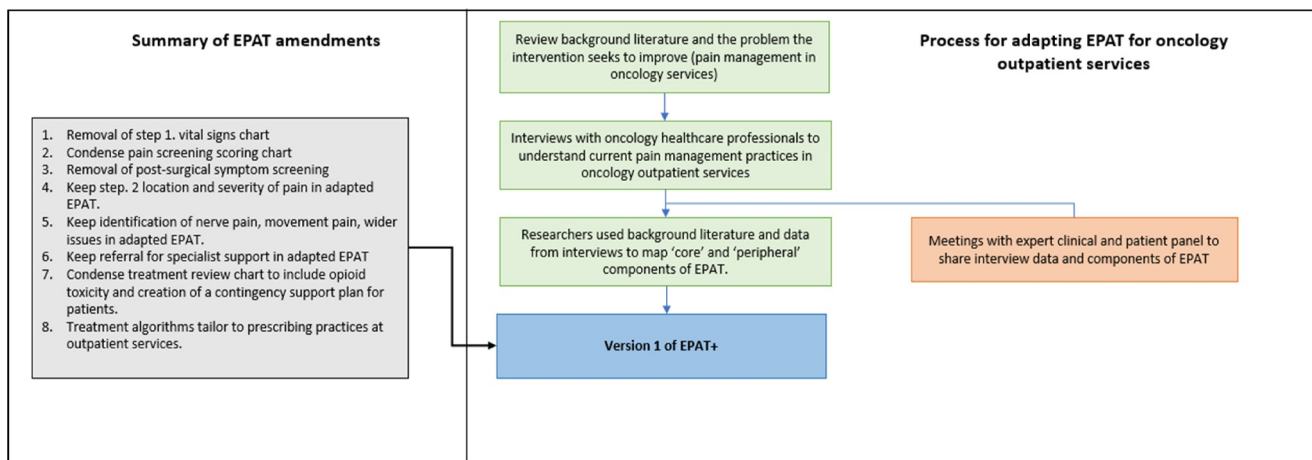 Summary of EPAT amendments
1. Removal of step 1. vital signs chart
2. Condense pain screening scoring chart
3. Removal of post-surgical symptom screening
4. Keep step. 2 location and severity of pain in adapted
EPAT.
5. Keep identification of nerve pain, movement pain, wider
issues in adapted EPAT.
6. Keep referral for specialist support in adapted EPAT
7. Condense treatment review chart to include opioid
toxicity and creation of a contingency support plan for
patients.
8. Treatment algorithms tailor to prescribing practices at
outpatient services.
Process for adapting EPAT for oncology
outpatient services
Review background literature and the problem the
intervention seeks to improve (pain management in
oncology services)
Interviews with oncology healthcare professionals to
understand current pain management practices in
oncology outpatient services
Researchers used background literature and data
from interviews to map ‘core’ and ‘peripheral’
components of EPAT.
Meetings with expert clinical and patient panel to
share interview data and components of EPAT
Version 1 of EPAT+